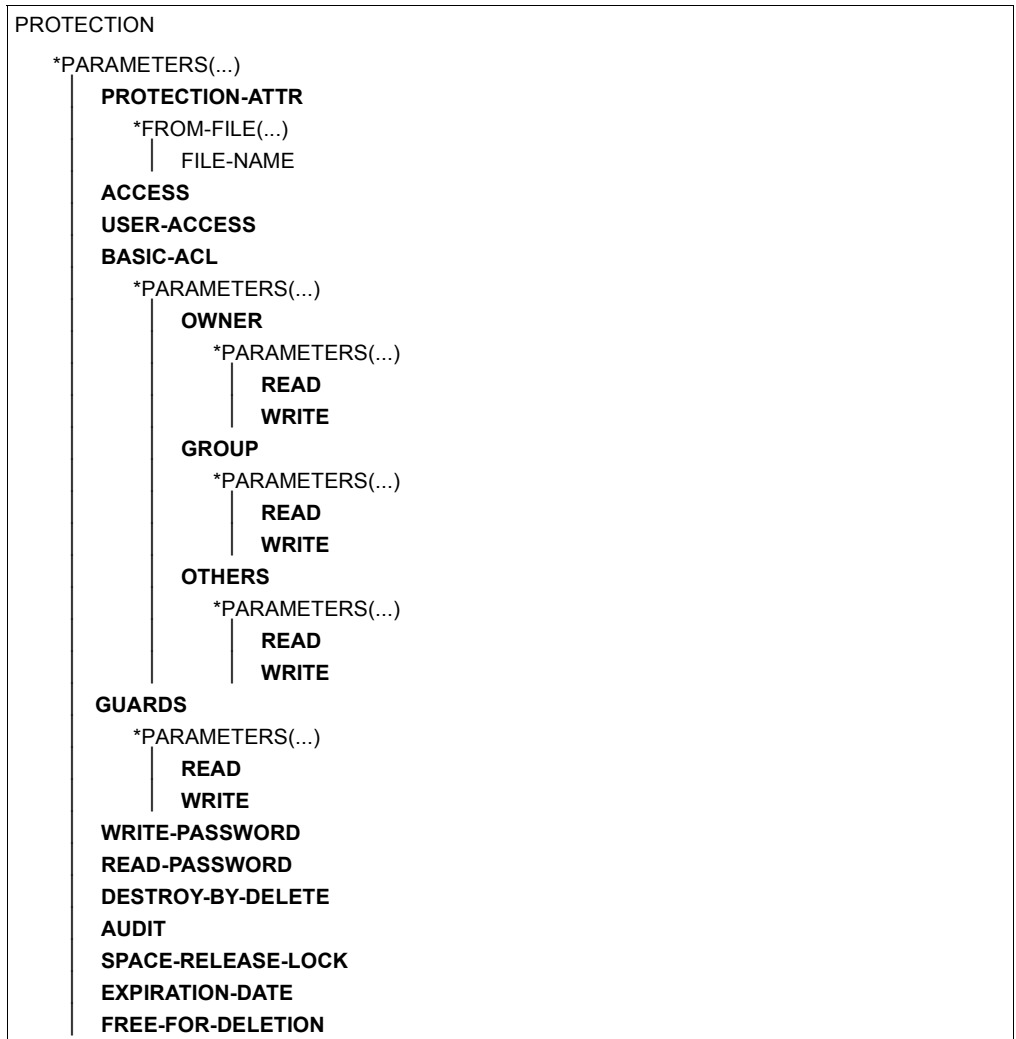 PROTECTION
*PARAMETERS(...)
PROTECTION-ATTR
*FROM-FILE(...)
FILE-NAME
ACCESS
USER-ACCESS
BASIC-ACL
*PARAMETERS(...)
OWNER
*PARAMETERS(...)
READ
WRITE
GROUP
*PARAMETERS(...)
READ
WRITE
OTHERS
*PARAMETERS(...)
READ
WRITE
GUARDS
*PARAMETERS(...)
READ
WRITE
WRITE-PASSWORD
READ-PASSWORD
DESTROY-BY-DELETE
AUDIT
SPACE-RELEASE-LOCK
EXPIRATION-DATE
FREE-FOR-DELETION